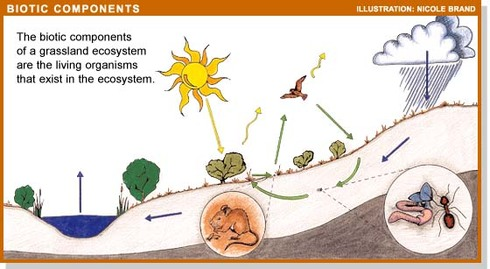 BIOTIC COMPONENTS
ILLUSTRATION: NICOLE BRAND
The biotic components
of a grassland ecosystem
are the living organisms
that exist in the ecosystem.